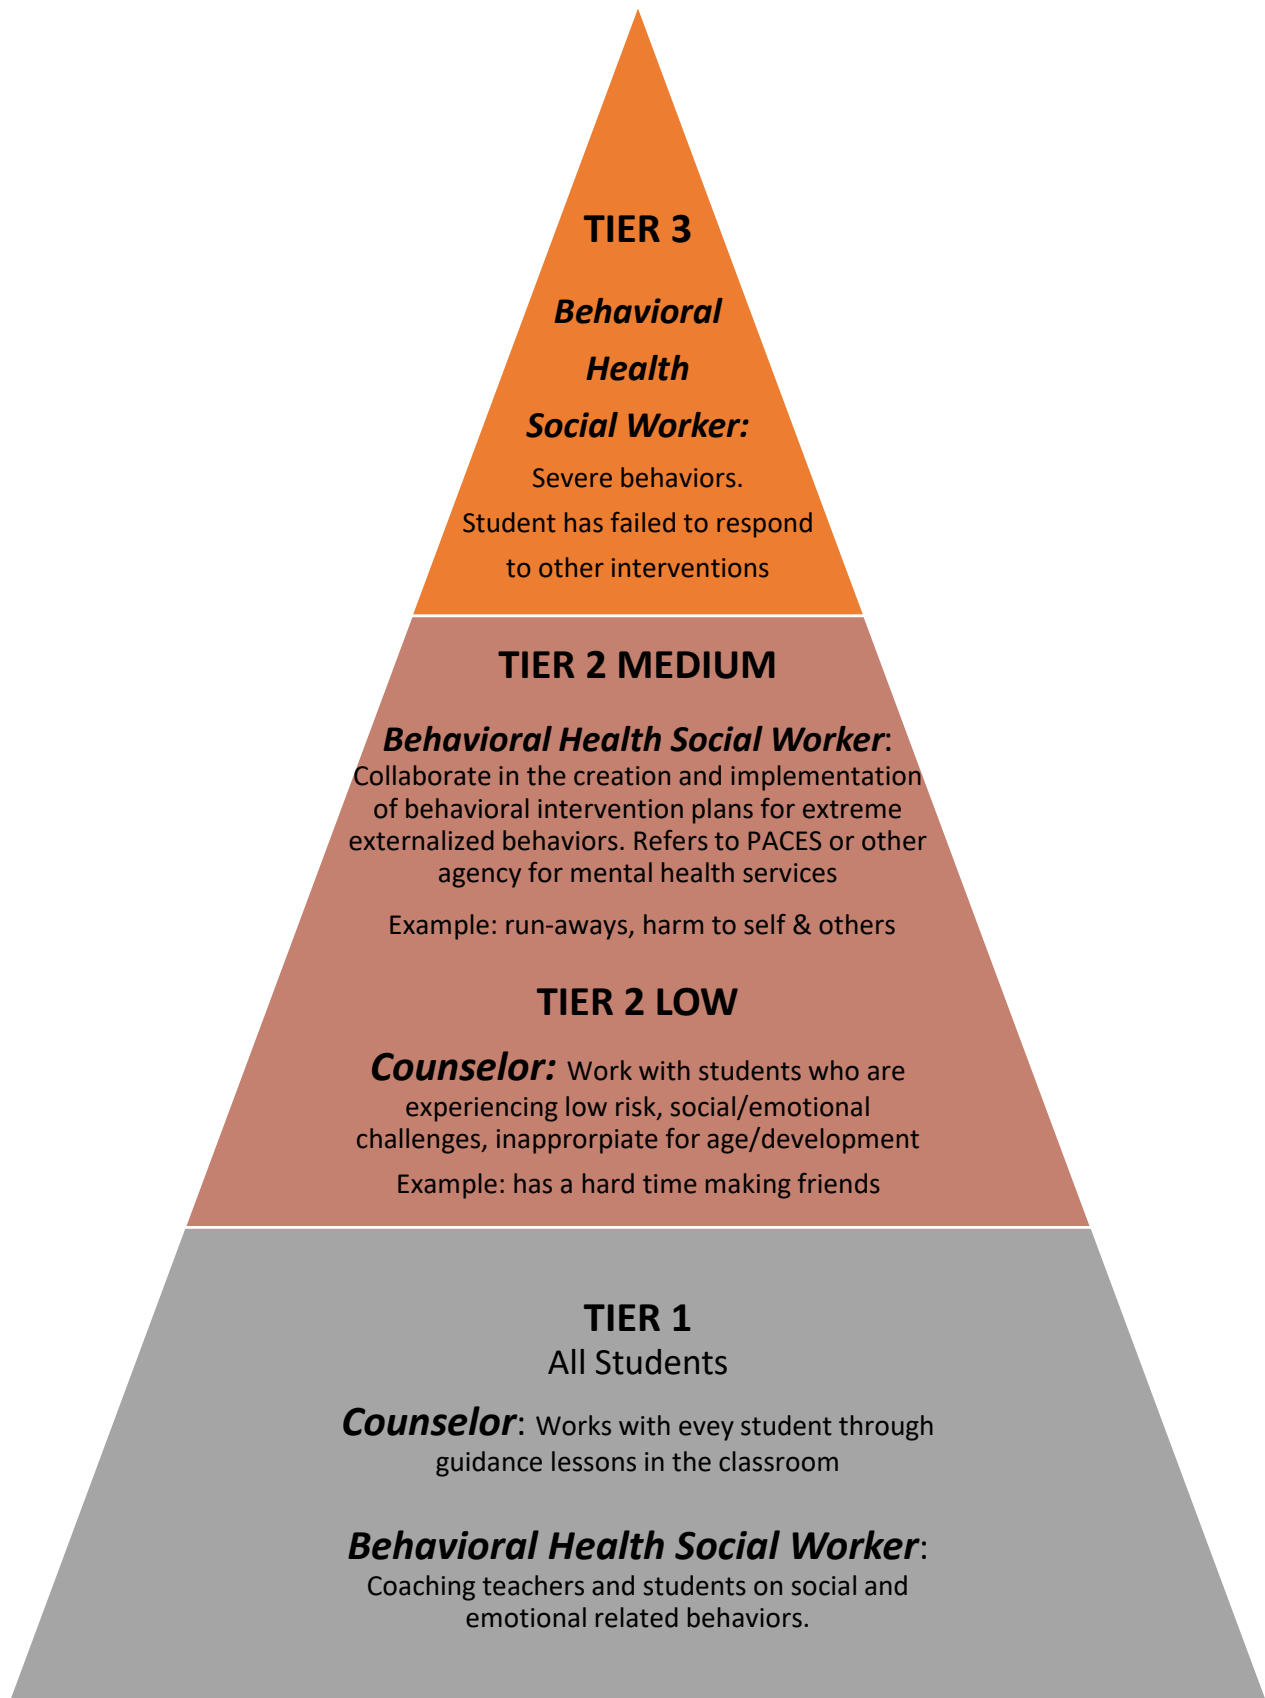 TIER 3
Behavioral
Health
Social Worker:
Severe behaviors.
Student has failed to respond
to other interventions
TIER 2 MEDIUM
Behavioral Health Social Worker:
Collaborate in the creation and implementation
of behavioral intervention plans for extreme
externalized behaviors. Refers to PACES or other
agency for mental health services
Example: run-aways, harm to self & others
TIER 2 LOW
Counselor: Work with students who are
experiencing low risk, social/emotional
challenges, inapprorpiate for age/development
Example: has a hard time making friends
TIER 1
All Students
Counselor: Works with evey student through
guidance lessons in the classroom
Behavioral Health Social Worker:
Coaching teachers and students on social and
emotional related behaviors.